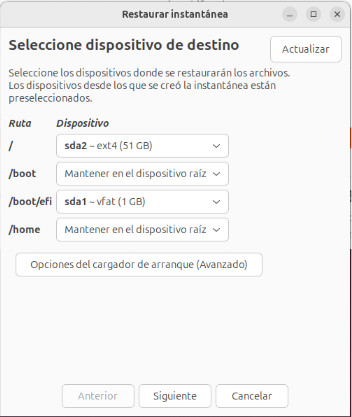 Restaurar instantánea
Seleccione dispositivo de destino
Actualizar
Seleccione los dispositivos donde se restaurarán los archivos.
Los dispositivos desde los que se creó la instantánea están
preseleccionados.
Ruta Dispositivo
/ sda2 ~ ext4 (51 GB)
/boot Mantener en el dispositivo raíz
/boot/efi sda1 ~ vfat (1 GB)
/home Mantener en el dispositivo raíz
Opciones del cargador de arranque (Avanzado)
Anterior Siguiente Cancelar